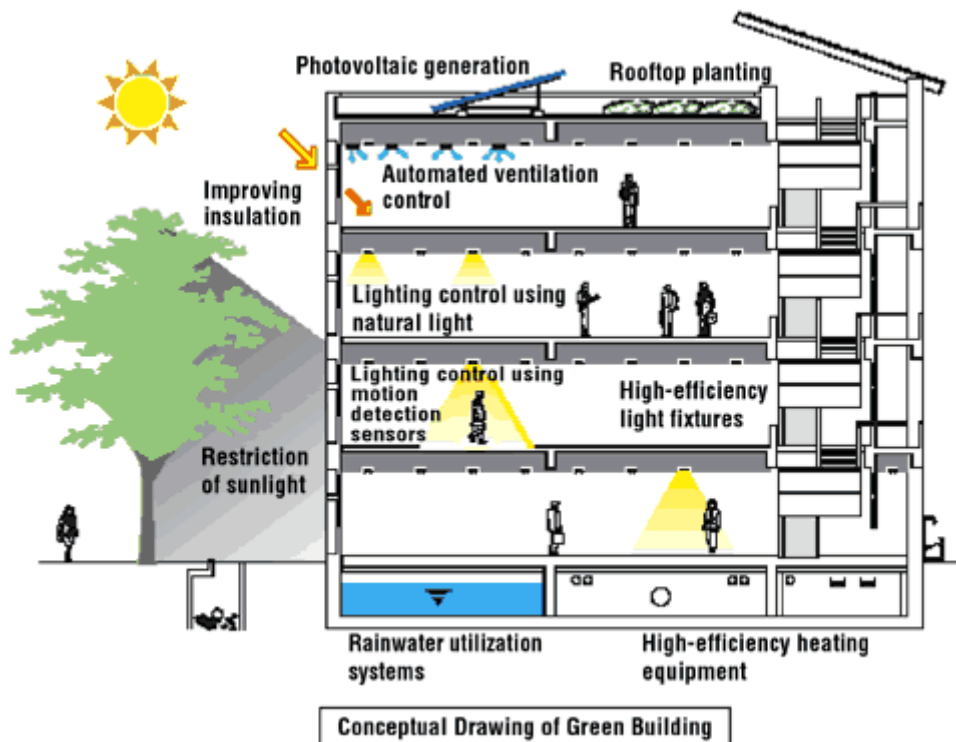 Photovoltaic generation
Rooftop planting
Improving
insulation
Automated ventilation
control
Lighting control using
natural light
Lighting control using
motion
detection
sensors
High-efficiency
light fixtures
Restriction
of sunlight
Rainwater utilization
systems
High-efficiency heating
equipment
Conceptual Drawing of Green Building